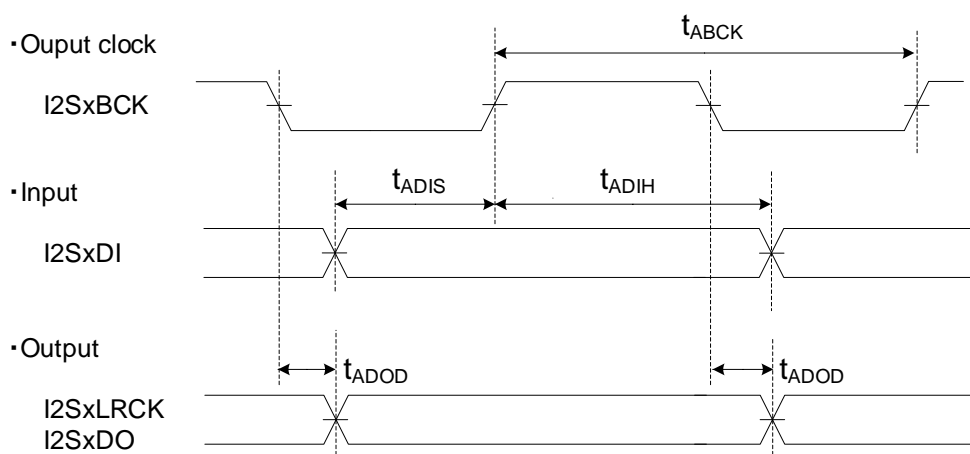 ・Ouput clock
tABCK
I2SxBCK
・Input
tADIS
tADIH
I2SxDI
・Output
tADOD
tADOD
I2SxLRCK
I2SxDO